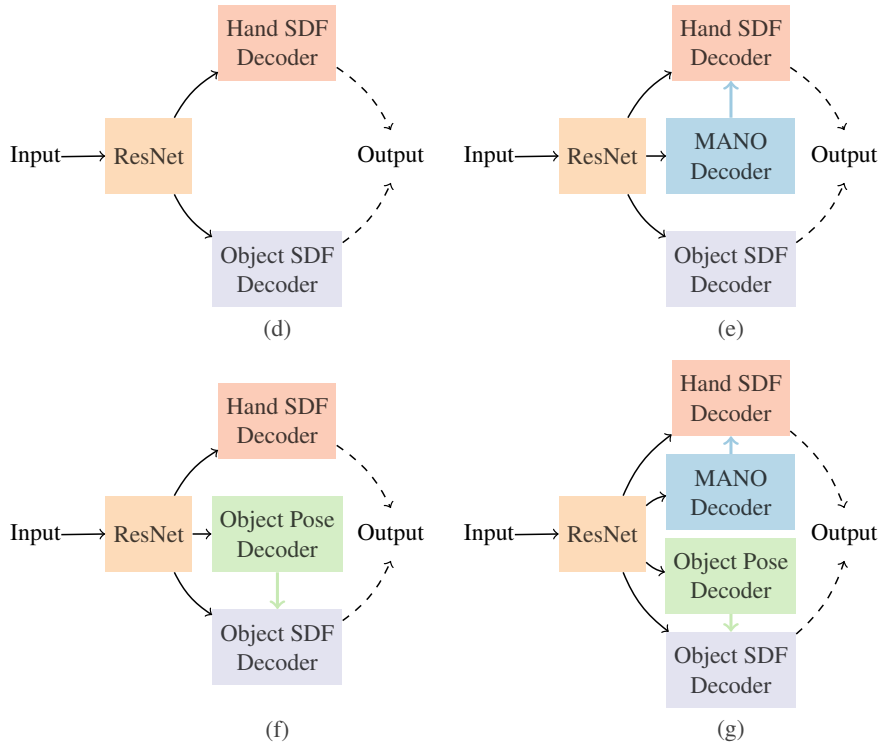 Hand SDF
Decoder
Input
ResNet
Output
Object SDF
Decoder
(d)
Hand SDF
Decoder
Input
ResNet
MANO
Decoder
Output
Object SDF
Decoder
(e)
Hand SDF
Decoder
Input
ResNet
Object Pose
Decoder
Output
Object SDF
Decoder
(f)
Hand SDF
Decoder
MANO
Decoder
Input
ResNet
Output
Object Pose
Decoder
Object SDF
Decoder
(g)